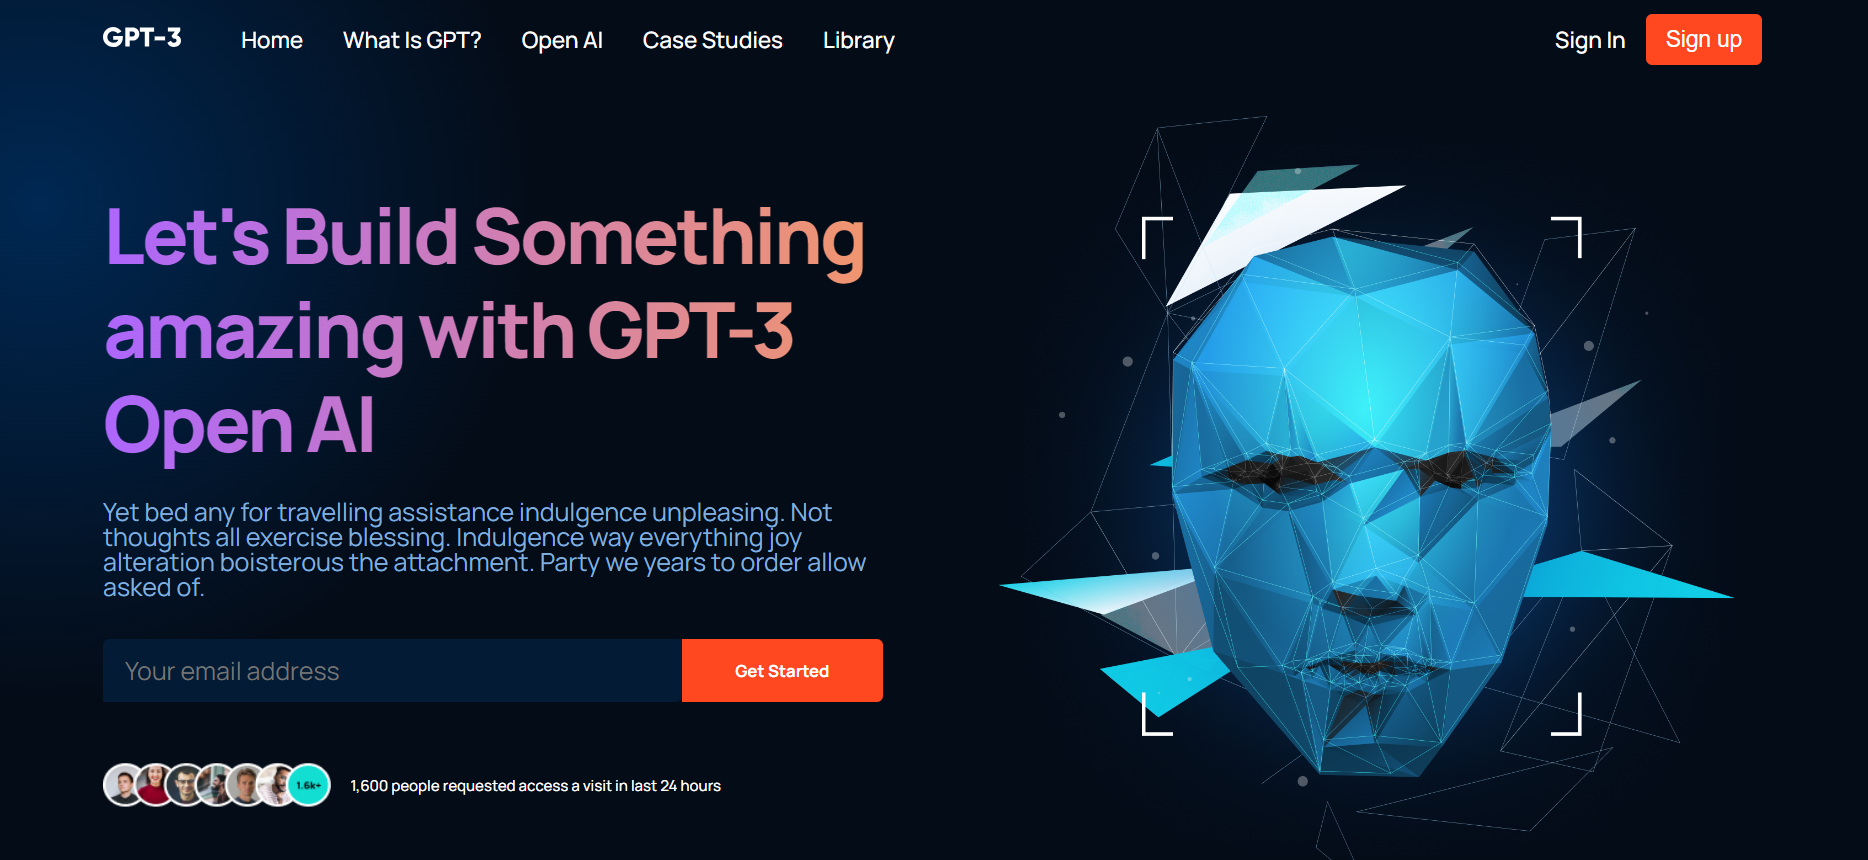 GPT-3
Home
What Is GPT?
Open AI
Case Studies
Library
Sign In
Sign up
Let's Build Something
amazing with GPT-3
Open AI
Yet bed any for travelling assistance indulgence unpleasing. Not
thoughts all exercise blessing. Indulgence way everything joy
alteration boisterous the attachment. Party we years to order allow
asked of.
Your email address
Get Started
1.6k+
1,600 people requested access a visit in last 24 hours